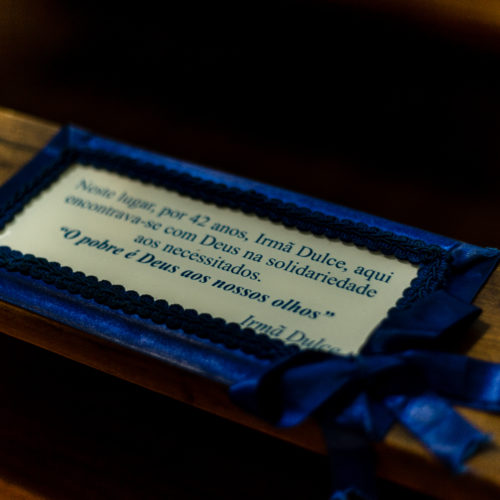 Neste lugar, por 42 anos, Irmã Dulce, aqui
encontrava-se com Deus na solidariedade
aos necessitados.
“O pobre é Deus aos nossos olhos”
Irmã Dulce